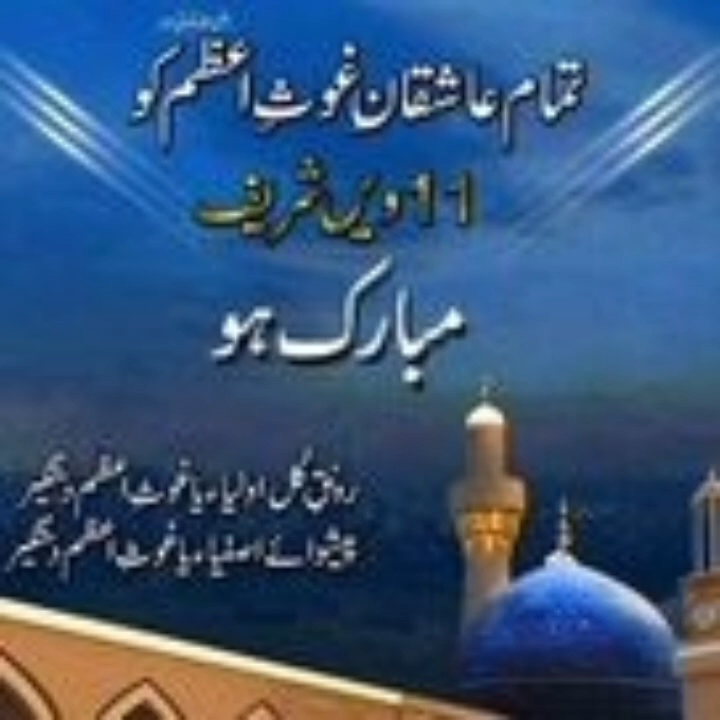 تمام عاشقان غوثِ اعظم کو
11 ویں شریف
مبارک ہو
رونقِ کل اولیاء یا غوث اعظم دستگیر
پیشوائے اصفیاء یا غوث اعظم دستگیر